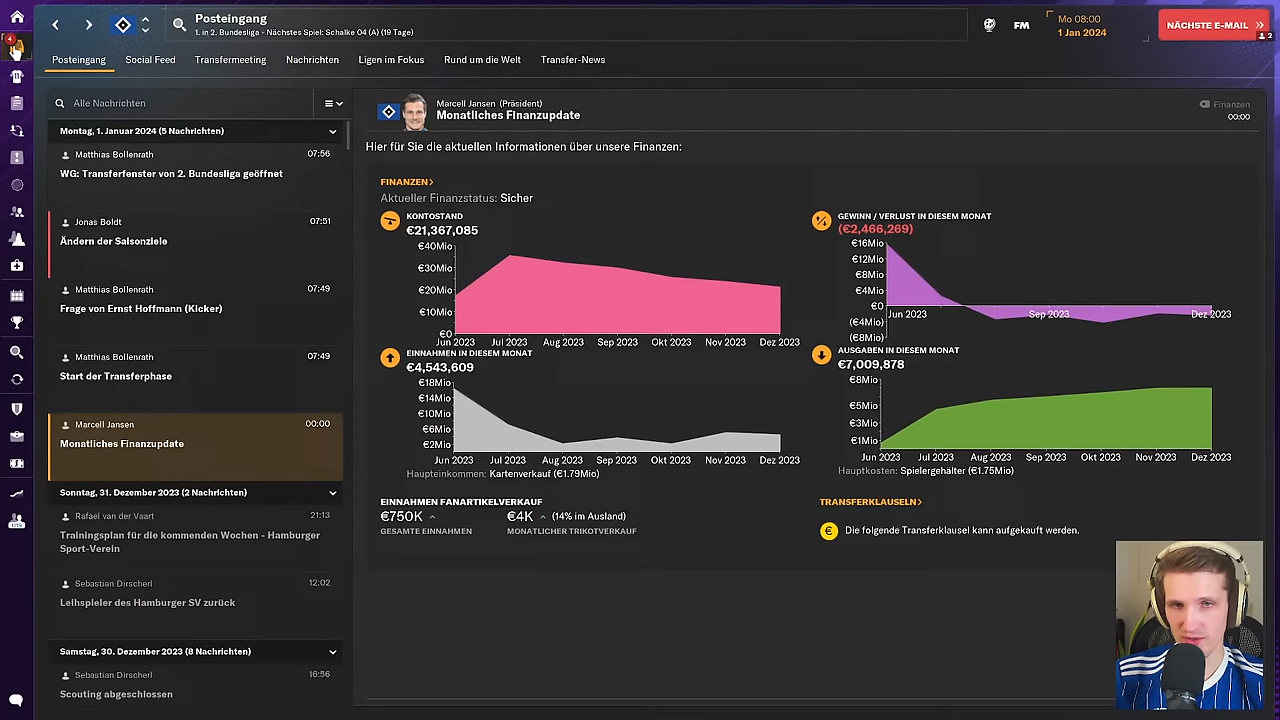 Posteingang
1. in 2. Bundesliga - Nächstes Spiel: Schalke 04 (A) (19 Tage)
FM
Mo 08:00
1 Jan 2024
NÄCHSTE E-MAIL
2
4
Posteingang
Social Feed
Transfermeeting
Nachrichten
Ligen im Fokus
Rund um die Welt
Transfer-News
Alle Nachrichten
Montag, 1. Januar 2024 (5 Nachrichten)
Matthias Bollenrath 07:56
WG: Transferfenster von 2. Bundesliga geöffnet
Jonas Boldt 07:51
Ändern der Saisonziele
Matthias Bollenrath 07:49
Frage von Ernst Hoffmann (Kicker)
Matthias Bollenrath 07:49
Start der Transferphase
Marcell Jansen 00:00
Monatliches Finanzupdate
Sonntag, 31. Dezember 2023 (2 Nachrichten)
Rafael van der Vaart 21:13
Trainingsplan für die kommenden Wochen - Hamburger
Sport-Verein
Sebastian Dirscherl 12:02
Leihspieler des Hamburger SV zurück
Samstag, 30. Dezember 2023 (8 Nachrichten)
Sebastian Dirscherl 16:56
Scouting abgeschlossen
Marcell Jansen (Präsident)
Monatliches Finanzupdate
Finanzen
00:00
Hier für Sie die aktuellen Informationen über unsere Finanzen:
FINANZEN>
Aktueller Finanzstatus: Sicher
KONTOSTAND
€21,367,085
€40Mio
€30Mio
€20Mio
€10Mio
€0
Jun 2023 Jul 2023 Aug 2023 Sep 2023 Okt 2023 Nov 2023 Dez 2023
GEWINN / VERLUST IN DIESEM MONAT
(€2,466,269)
€16Mio
€12Mio
€8Mio
€4Mio
€0
(€4Mio)
(€8Mio)
Jun 2023 Sep 2023 Dez 2023
EINNAHMEN IN DIESEM MONAT
€4,543,609
€18Mio
€14Mio
€10Mio
€6Mio
€2Mio
Jun 2023 Jul 2023 Aug 2023 Sep 2023 Okt 2023 Nov 2023 Dez 2023
Haupteinkommen: Kartenverkauf (€1.79Mio)
AUSGABEN IN DIESEM MONAT
€7,009,878
€8Mio
€5Mio
€3Mio
€1Mio
Jun 2023 Jul 2023 Aug 2023 Sep 2023 Okt 2023 Nov 2023 Dez 2023
Hauptkosten: Spielergehälter (€1.75Mio)
EINNAHMEN FANARTIKELVERKAUF
€750K
GESAMTE EINNAHMEN
€4K (14% im Ausland)
MONATLICHER TRIKOTVERKAUF
TRANSFERKLAUSELN>
Die folgende Transferklausel kann aufgekauft werden.